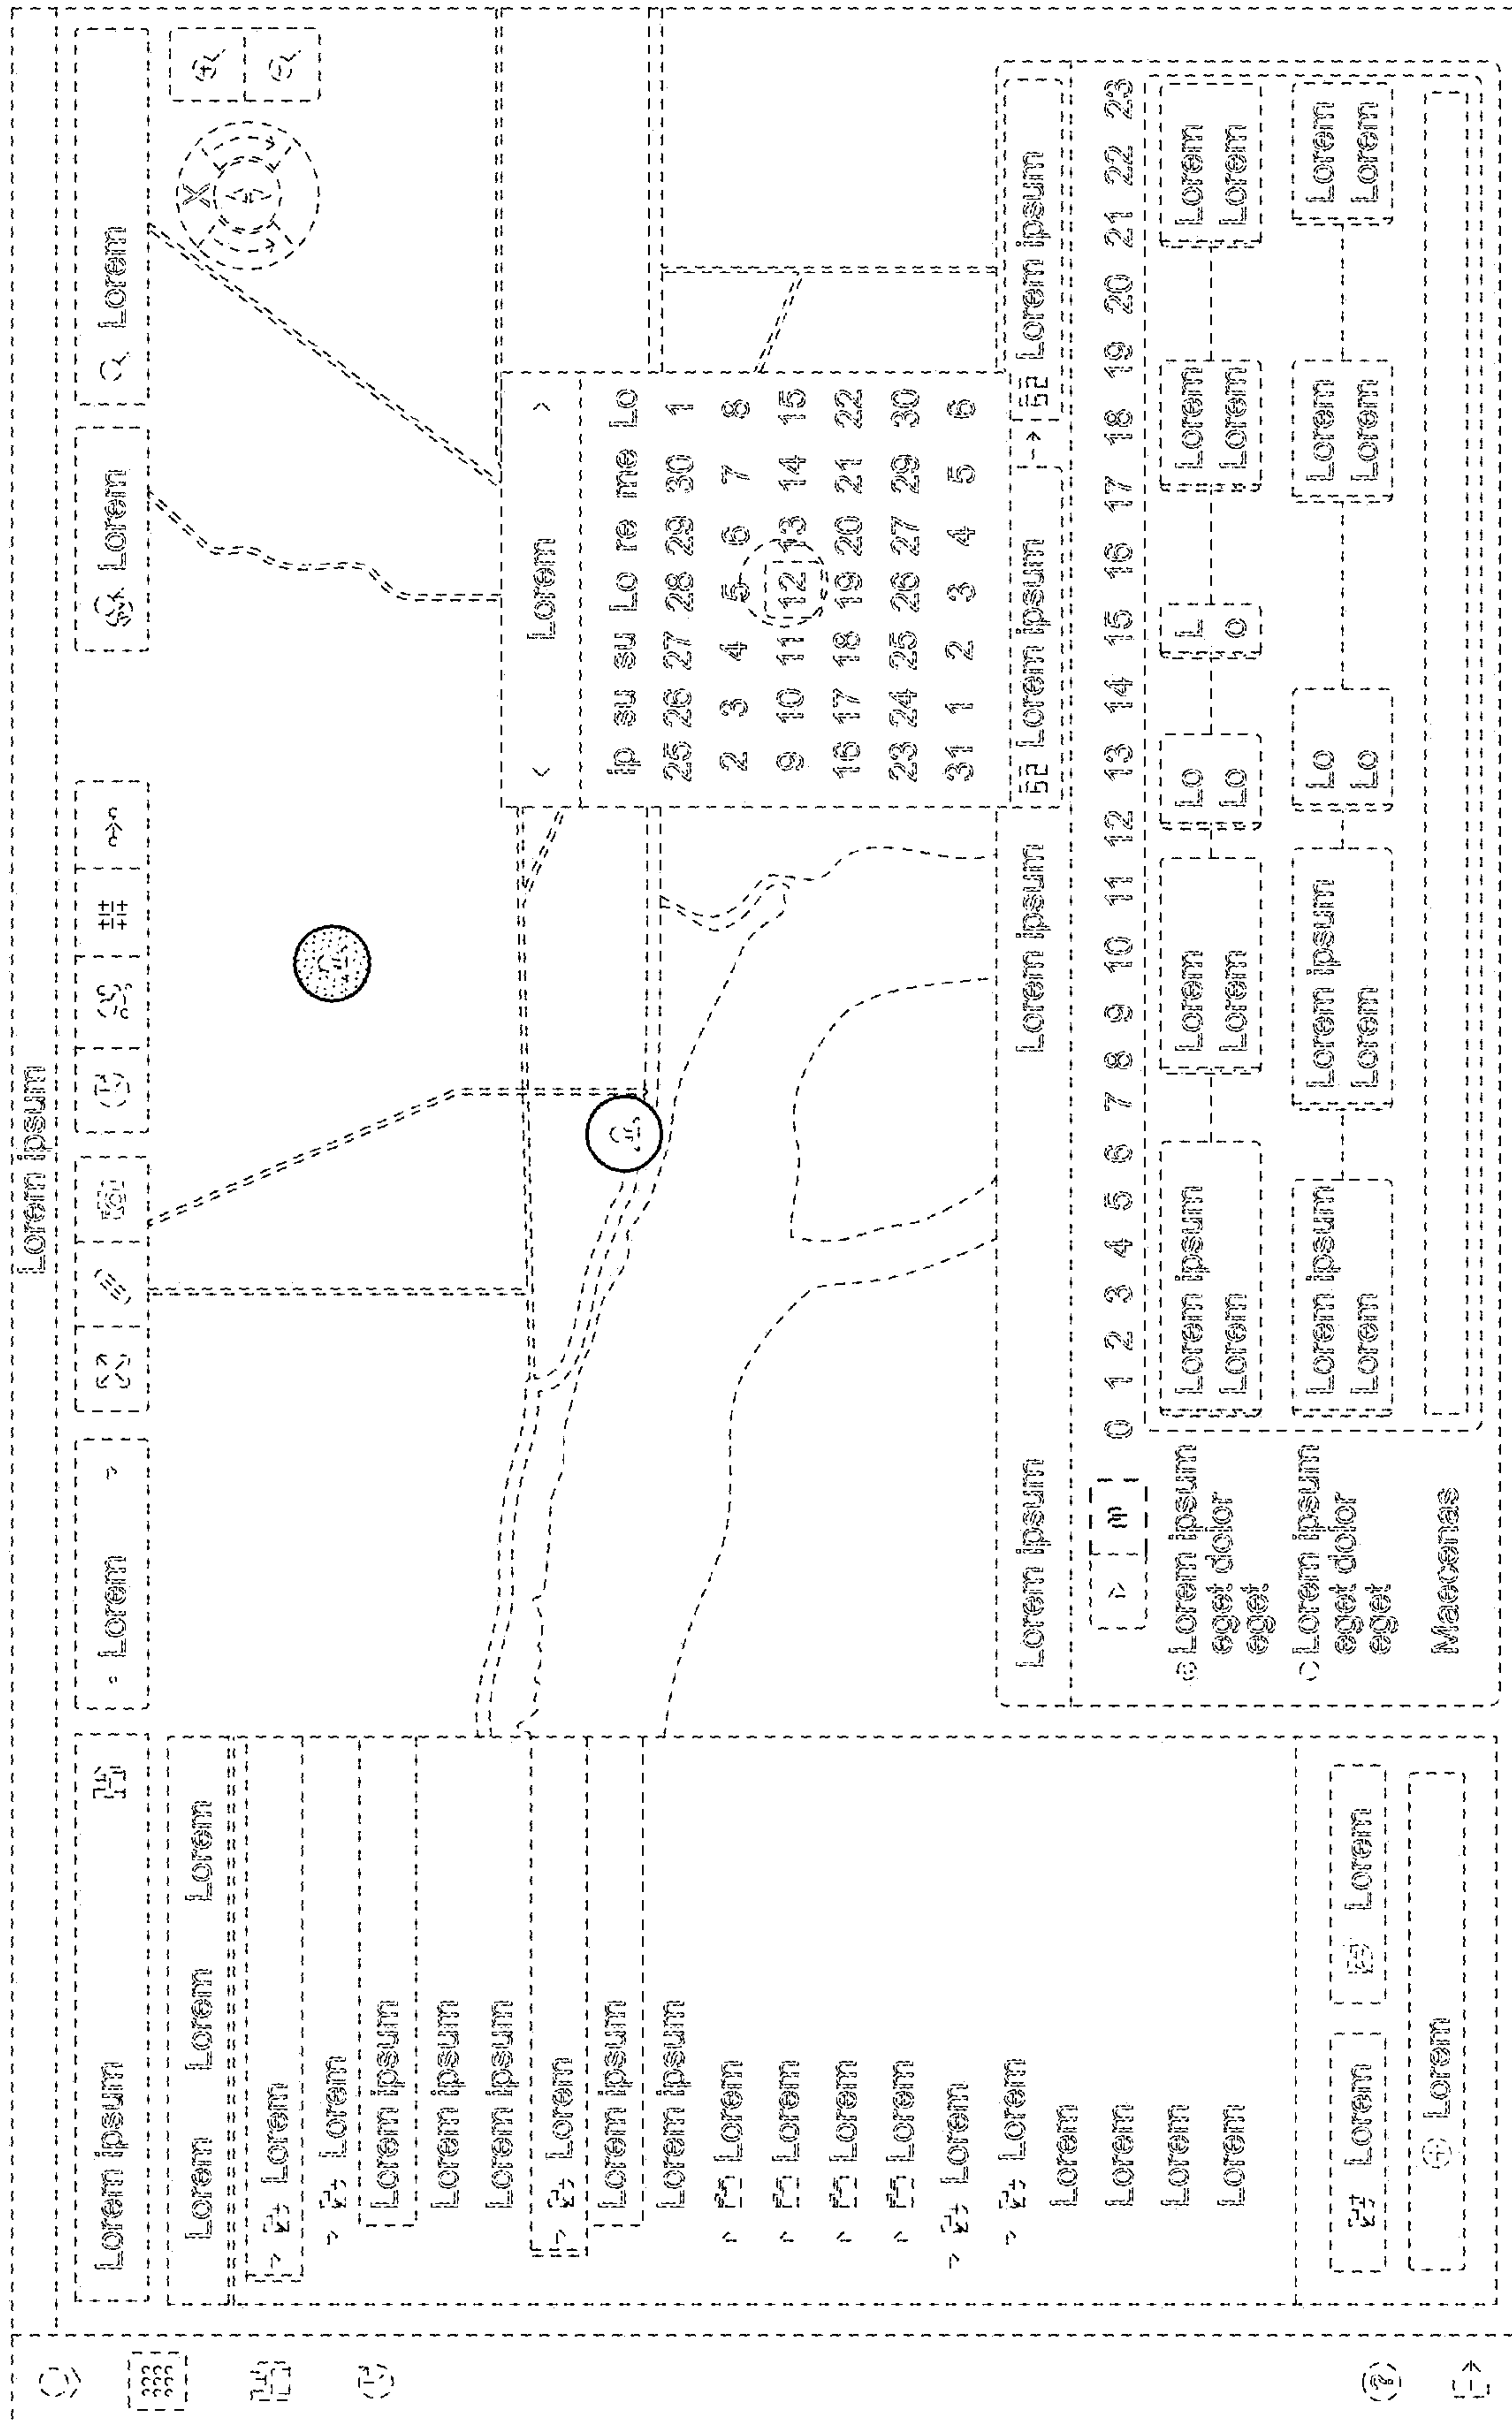 Lorem ipsum
Lorem ipsum
Lorem
Lorem
Lorem
X
Lorem Lorem Lorem
Lorem
Lorem
Lorem ipsum
Lorem ipsum
Lorem ipsum
Lorem
Lorem ipsum
Lorem ipsum
Lorem
Lorem
Lorem
Lorem
Lorem
Lorem
Lorem
Lorem
Lorem
Lorem
Lorem Lorem
Lorem
< Lorem >
ip su su Lo re me Lo
25 26 27 28 29 30 1
2 3 4 5 6 7 8
9 10 11 12 13 14 15
16 17 18 19 20 21 22
23 24 25 26 27 29 30
31 1 2 3 4 5 6
Lorem ipsum Lorem ipsum Lorem ipsum Lorem ipsum
0 1 2 3 4 5 6 7 8 9 10 11 12 13 14 15 16 17 18 19 20 21 22 23
Lorem ipsum
eget dolor
eget
Lorem ipsum
Lorem
Lorem
Lorem
Lo
Lo
L
o
Lorem
Lorem
Lorem
Lorem
Lorem ipsum
eget dolor
eget
Lorem ipsum
Lorem
Lorem ipsum
Lorem
Lo
Lo
Lorem
Lorem
Lorem
Lorem
Maecenas